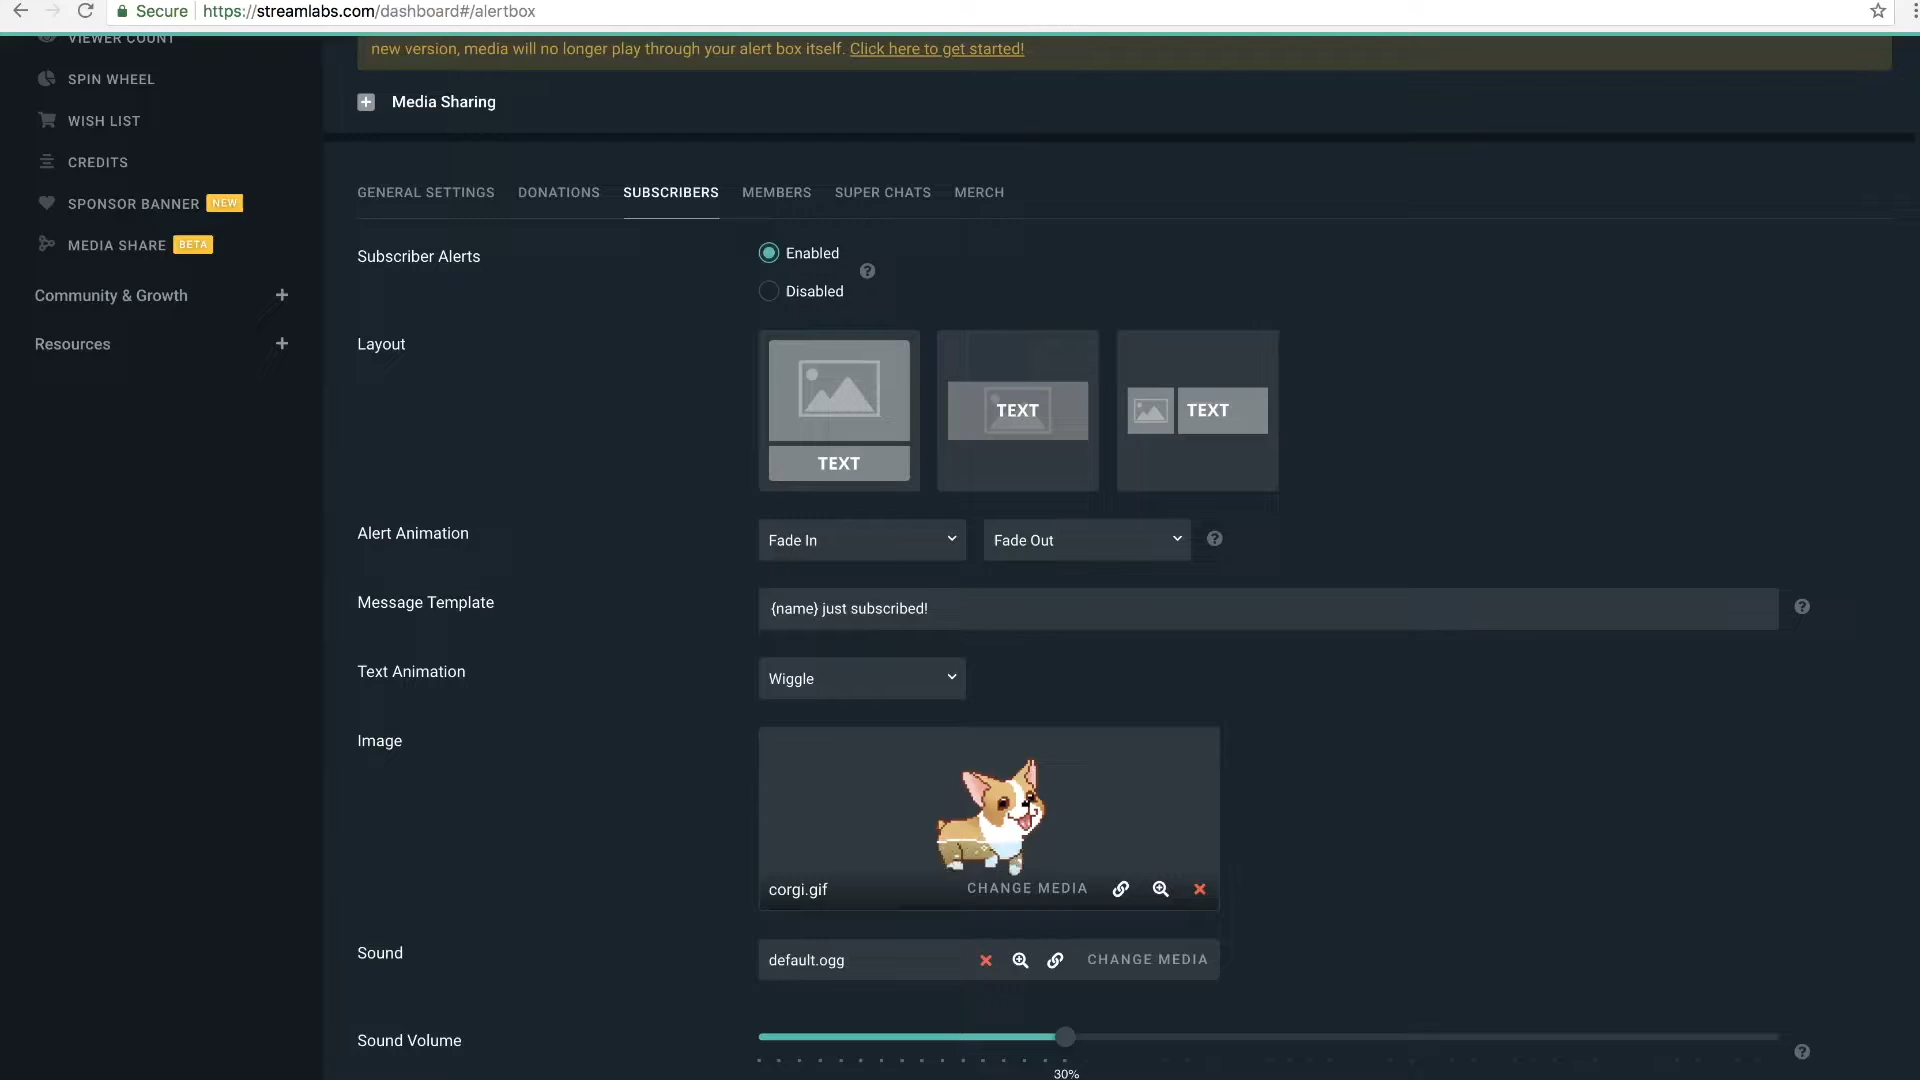 Secure https://streamlabs.com/dashboard#/alertbox
VIEWER COUNT
SPIN WHEEL
WISH LIST
CREDITS
SPONSOR BANNER NEW
MEDIA SHARE BETA
Community & Growth +
Resources +
new version, media will no longer play through your alert box itself. Click here to get started!
+ Media Sharing
GENERAL SETTINGS DONATIONS SUBSCRIBERS MEMBERS SUPER CHATS MERCH
Subscriber Alerts
Enabled
?
Disabled
Layout
TEXT
TEXT
TEXT
Alert Animation
Fade In
Fade Out
?
Message Template
{name} just subscribed!
?
Text Animation
Wiggle
Image
corgi.gif CHANGE MEDIA
Sound
default.ogg CHANGE MEDIA
Sound Volume
?
30%